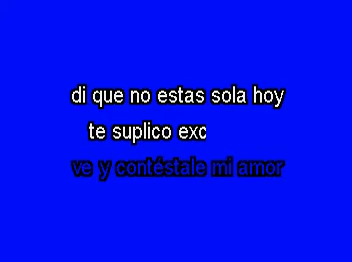 di que no estas sola hoy
te suplico exc
ve y contéstale mi amor